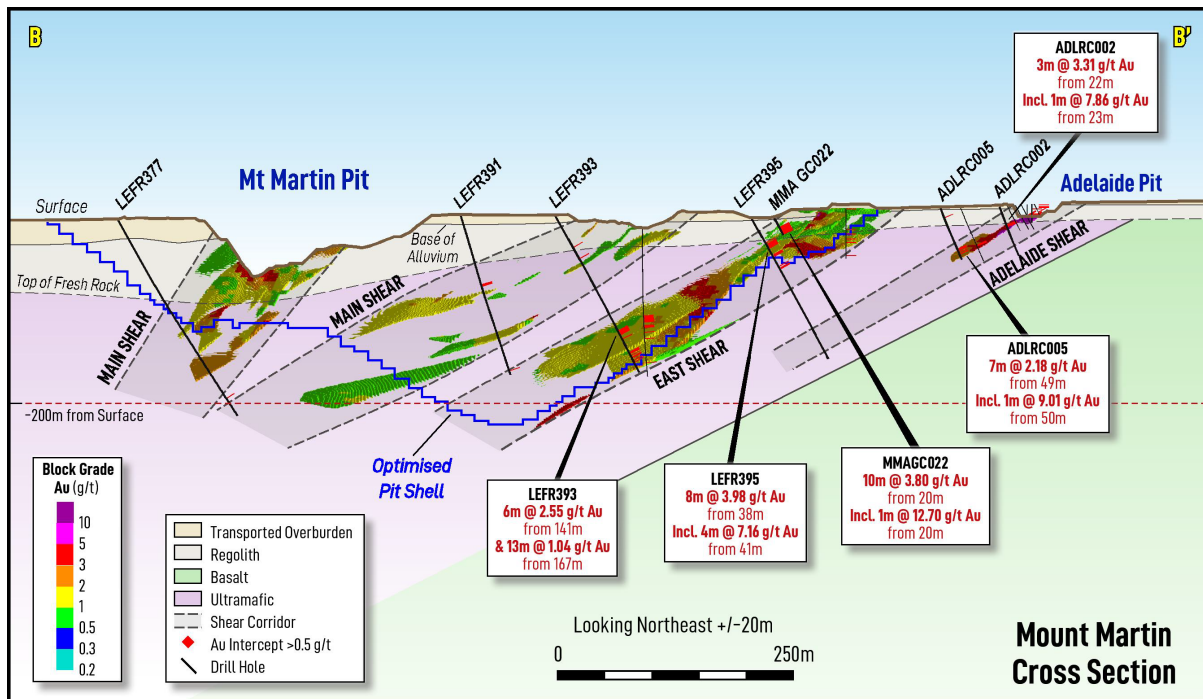 B
B'
ADLRC002
3m @ 3.31 g/t Au
from 22m
Incl. 1m @ 7.86 g/t Au
from 23m
LEFR377
Mt Martin Pit
LEFR391
LEFR393
LEFR395
MMA GC022
ADLRC005
ADLRC002
Adelaide Pit
Surface
Base of
Alluvium
Top of Fresh Rock
MAIN SHEAR
MAIN SHEAR
EAST SHEAR
ADELAIDE SHEAR
-200m from Surface
Optimised
Pit Shell
ADLRC005
7m @ 2.18 g/t Au
from 49m
Incl. 1m @ 9.01 g/t Au
from 50m
MMAGC022
10m @ 3.80 g/t Au
from 20m
Incl. 1m @ 12.70 g/t Au
from 20m
LEFR395
8m @ 3.98 g/t Au
from 38m
Incl. 4m @ 7.16 g/t Au
from 41m
LEFR393
6m @ 2.55 g/t Au
from 141m
& 13m @ 1.04 g/t Au
from 167m
Block Grade
Au (g/t)
10
5
3
2
1
0.5
0.3
0.2
Transported Overburden
Regolith
Basalt
Ultramafic
Shear Corridor
Au Intercept >0.5 g/t
Drill Hole
Looking Northeast +/-20m
0
250m
Mount Martin
Cross Section